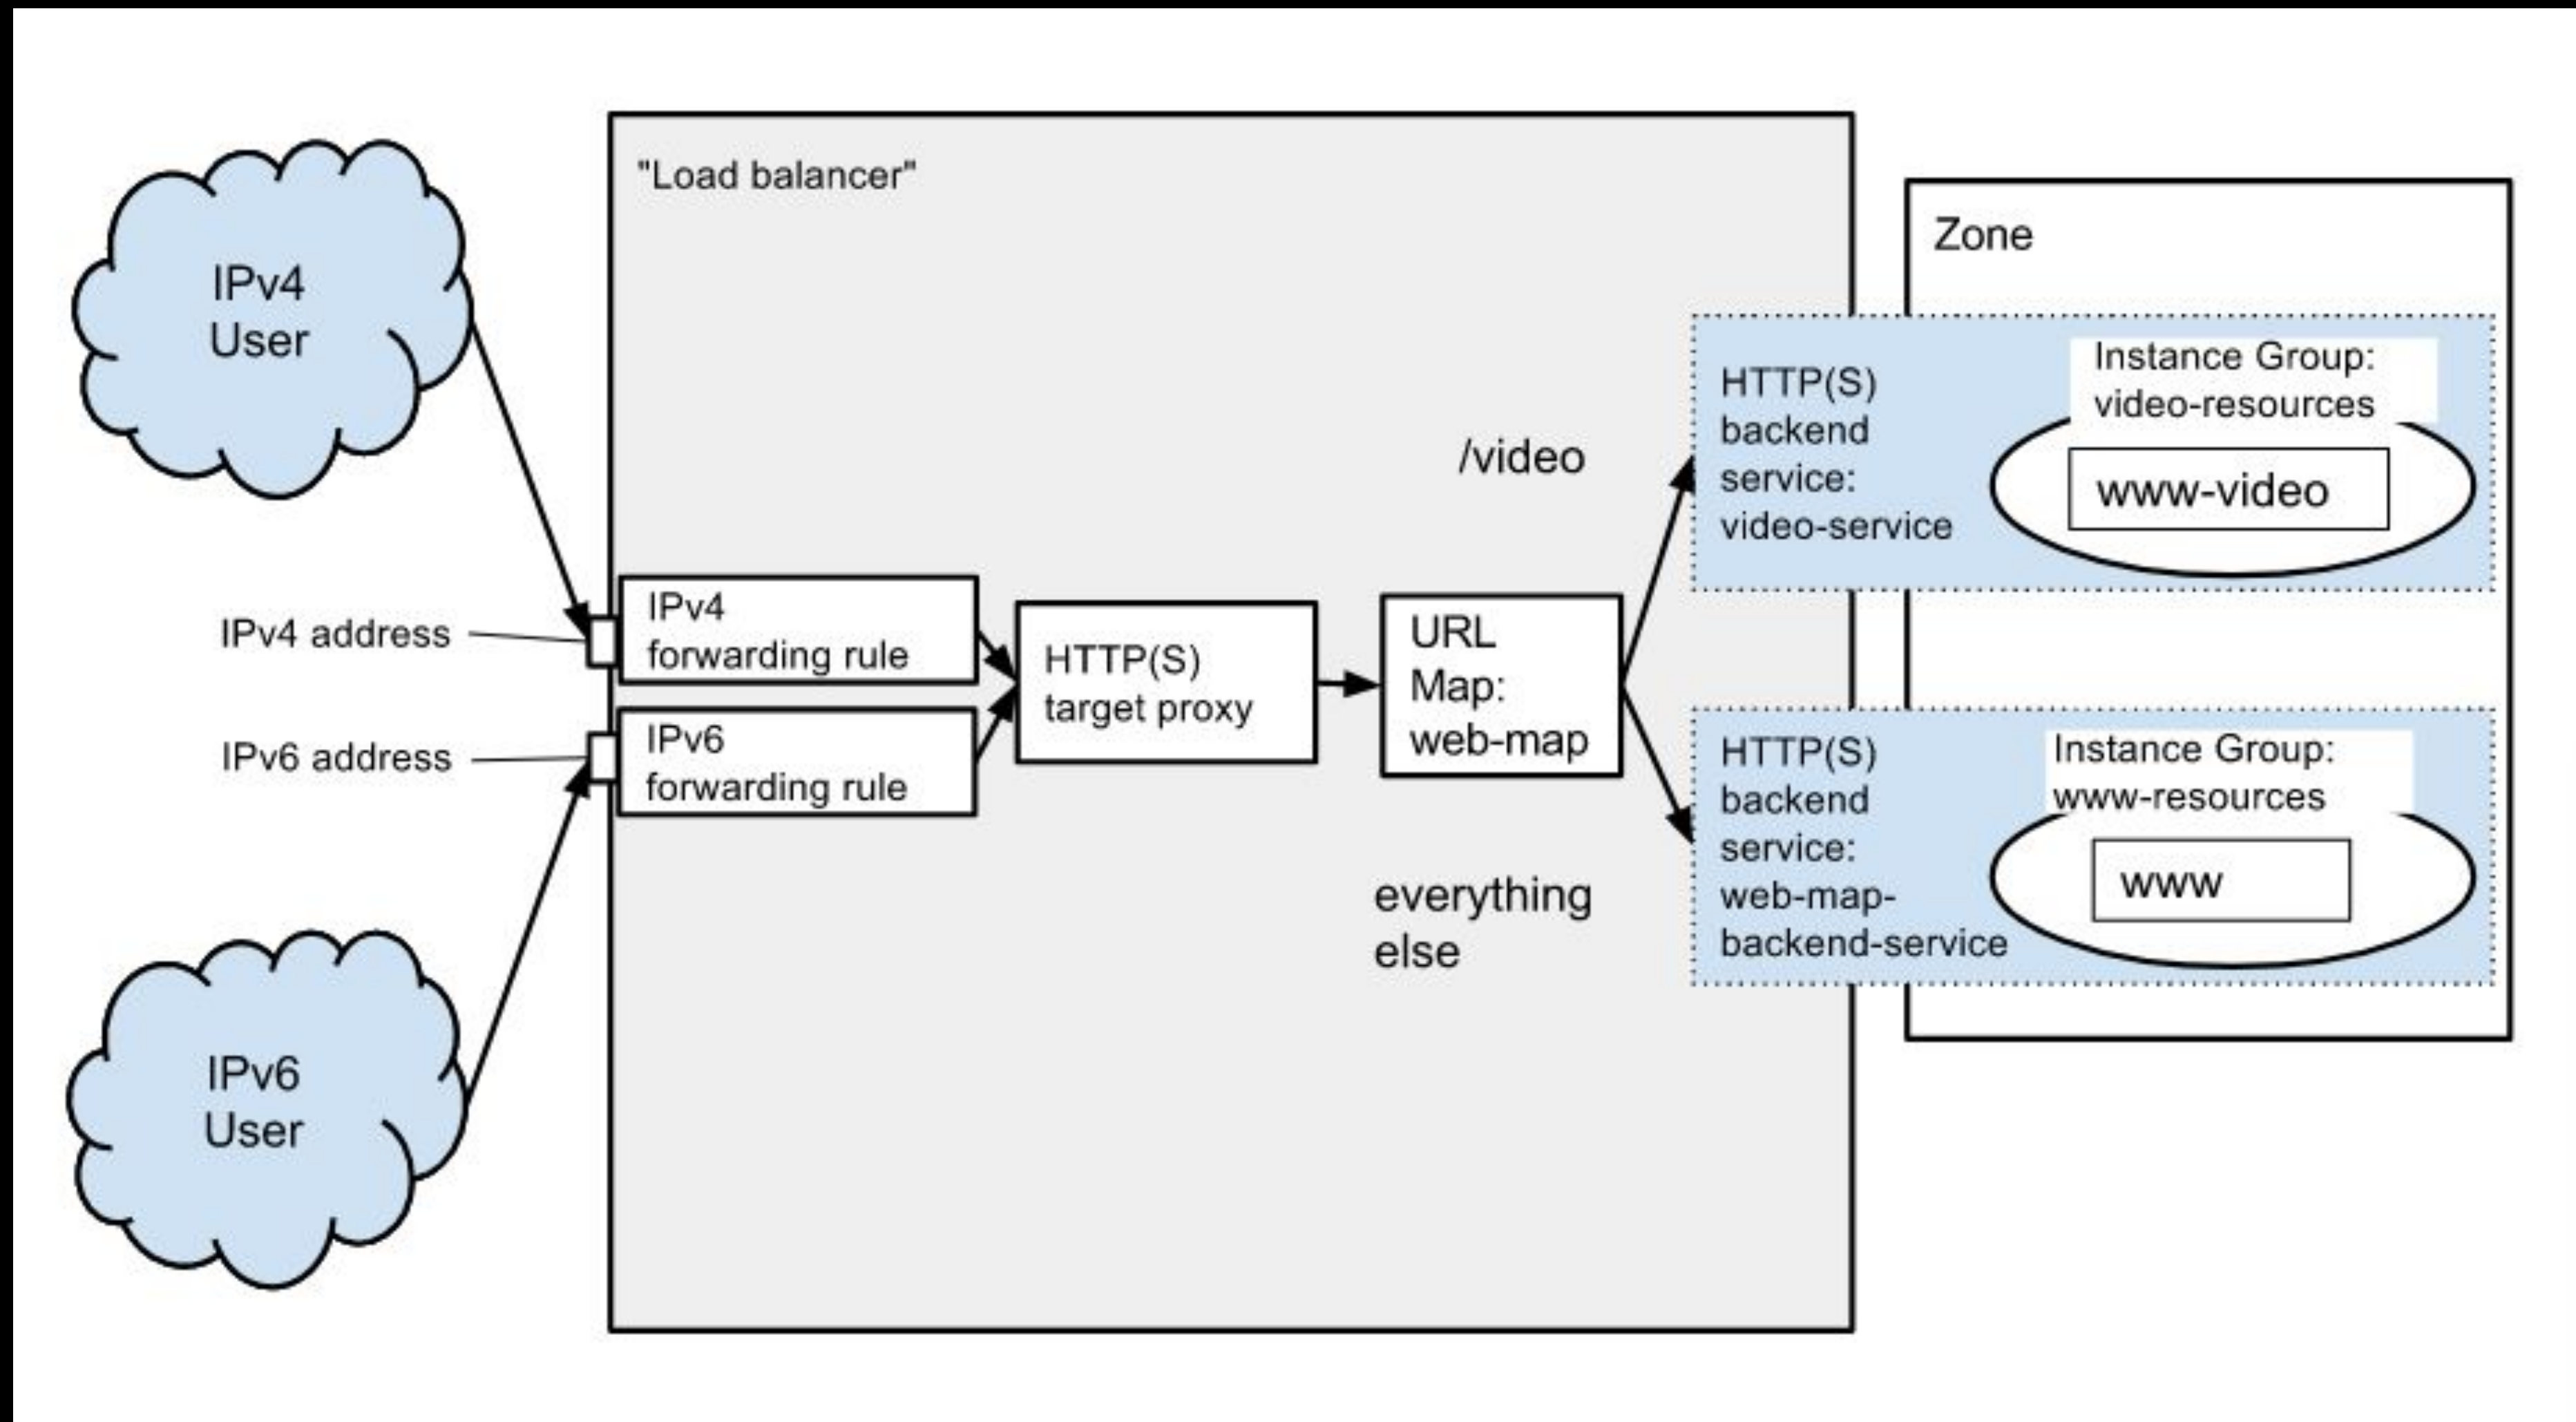 "Load balancer"
IPv4
User
IPv4 address
IPv6 address
IPv6
User
IPv4
forwarding rule
IPv6
forwarding rule
HTTP(S)
target proxy
URL
Map:
web-map
/video
everything
else
Zone
HTTP(S)
backend
service:
video-service
Instance Group:
video-resources
www-video
HTTP(S)
backend
service:
web-map-
backend-service
Instance Group:
www-resources
www